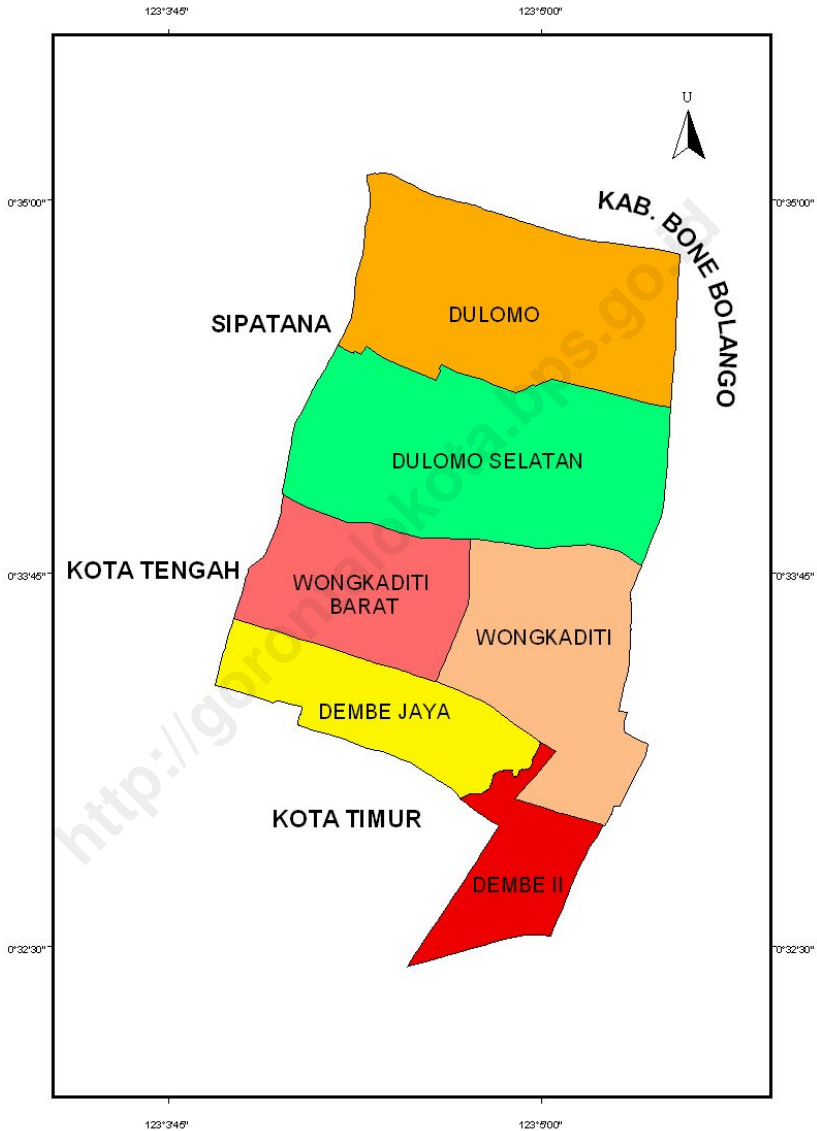 123°3'45"
123°5'00"
U
0°35'00"
0°35'00"
KAB. BONE BOLANGO
SIPATANA
DULOMO
DULOMO SELATAN
KOTA TENGAH
0°33'45"
0°33'45"
WONGKADITI
BARAT
WONGKADITI
DEMBE JAYA
KOTA TIMUR
DEMBE II
0°32'30"
0°32'30"
123°3'45"
123°5'00"
http://gorontalokota.bps.go.id